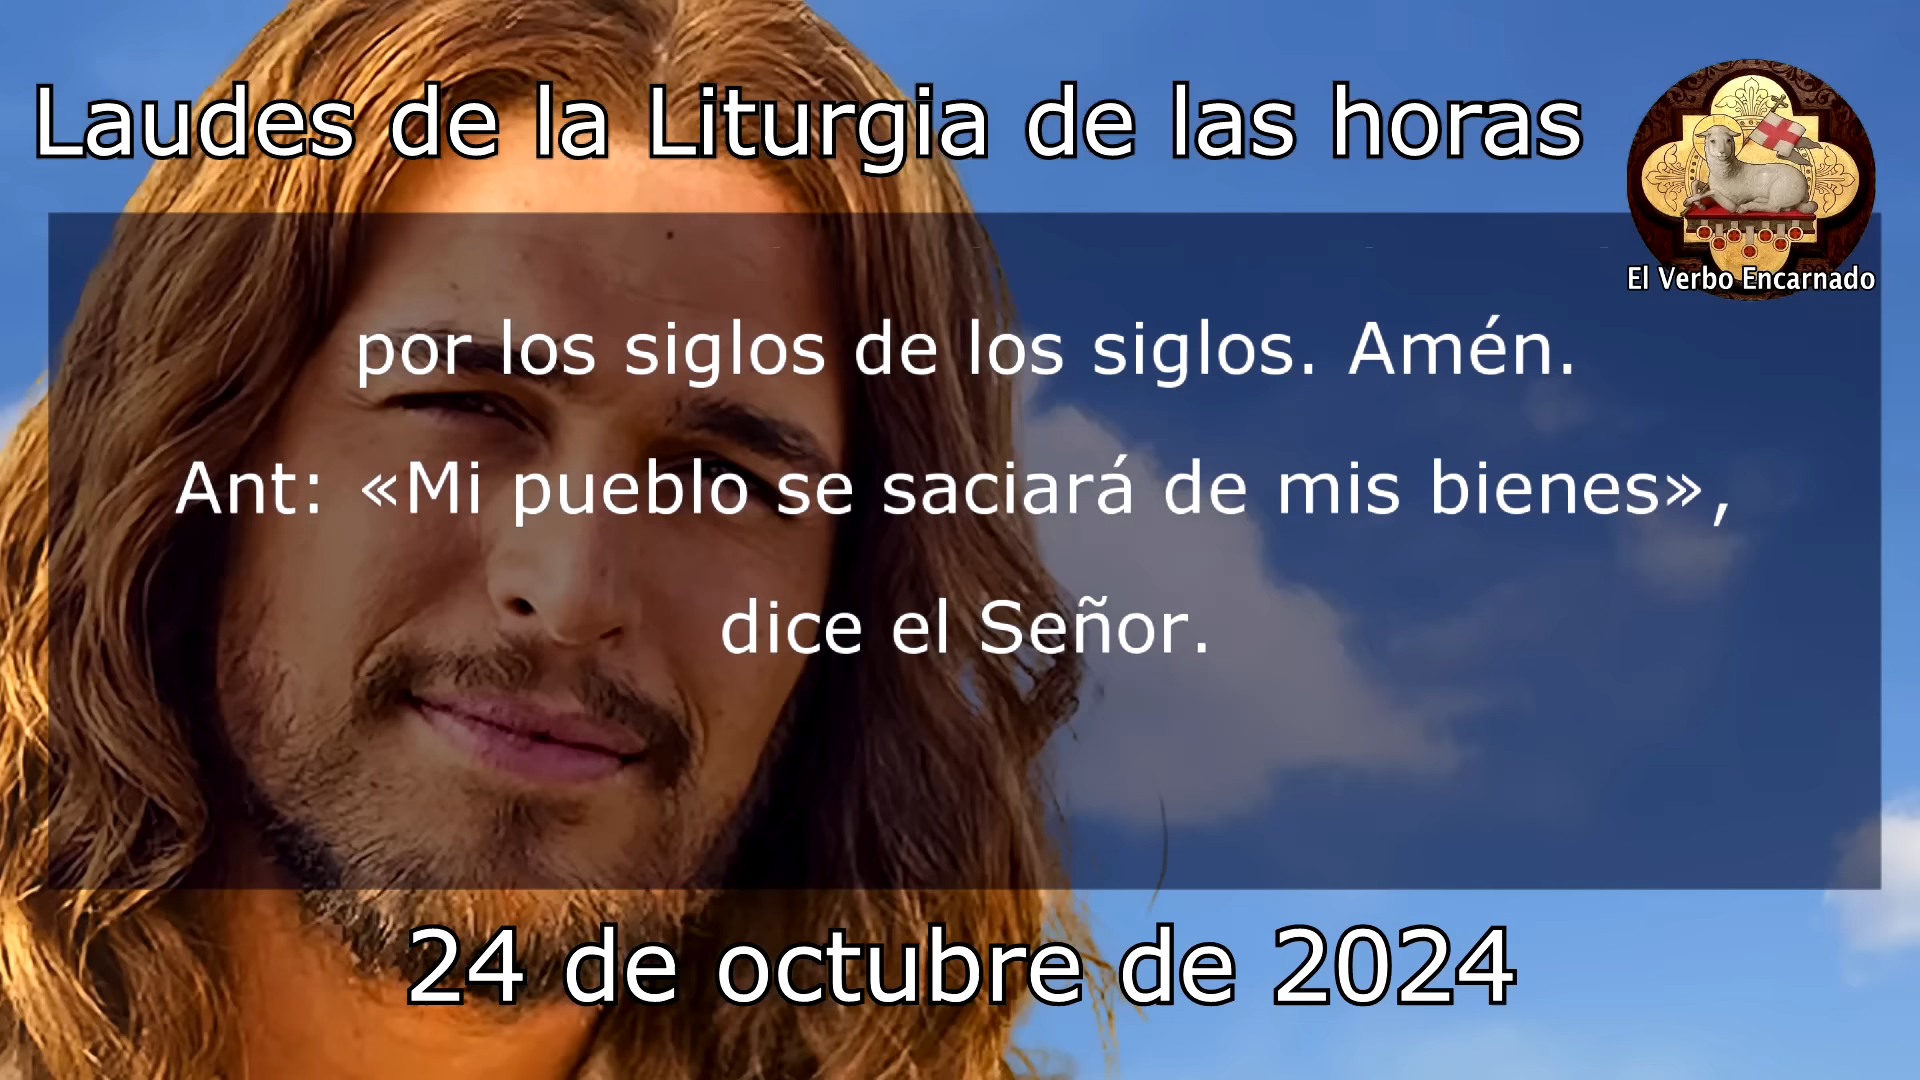 Laudes de la Liturgia de las horas
El Verbo Encarnado
por los siglos de los siglos. Amén.
Ant: «Mi pueblo se saciará de mis bienes»,
dice el Señor.
24 de octubre de 2024